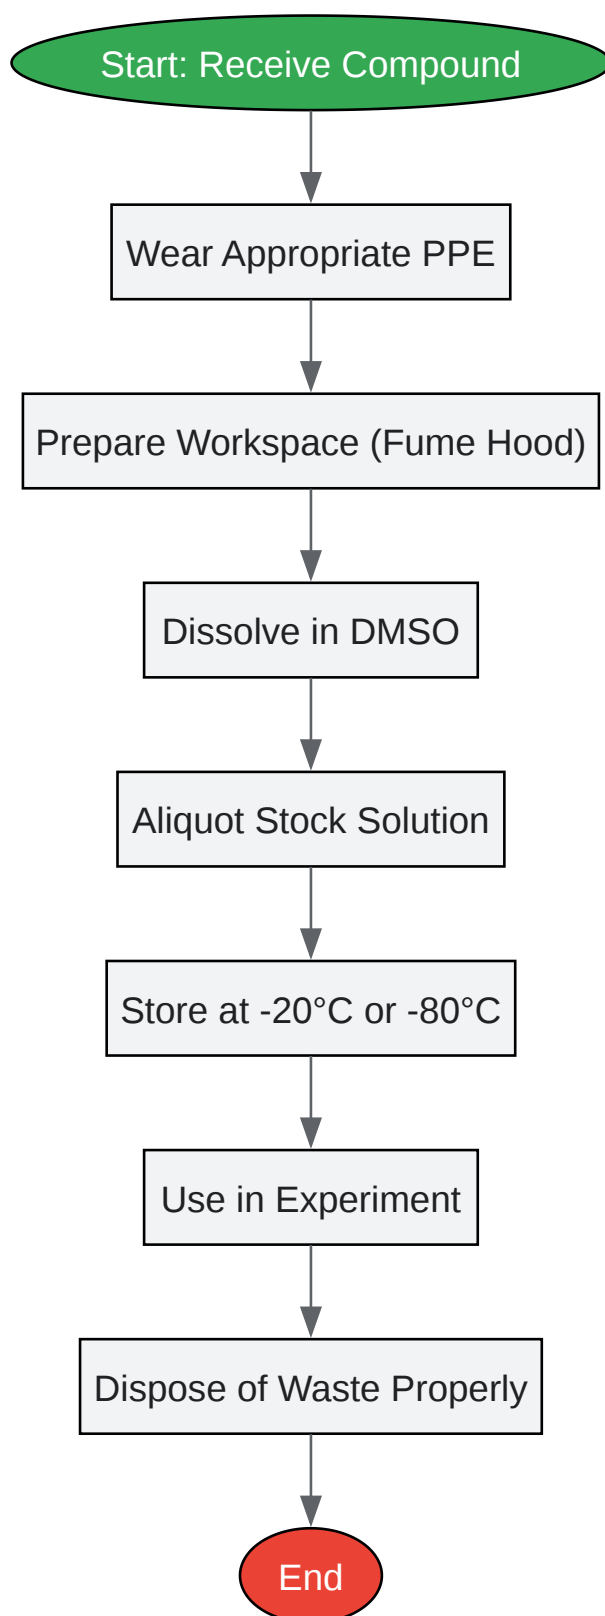 Start: Receive Compound
Wear Appropriate PPE
Prepare Workspace (Fume Hood)
Dissolve in DMSO
Aliquot Stock Solution
Store at -20°C or -80°C
Use in Experiment
Dispose of Waste Properly
End